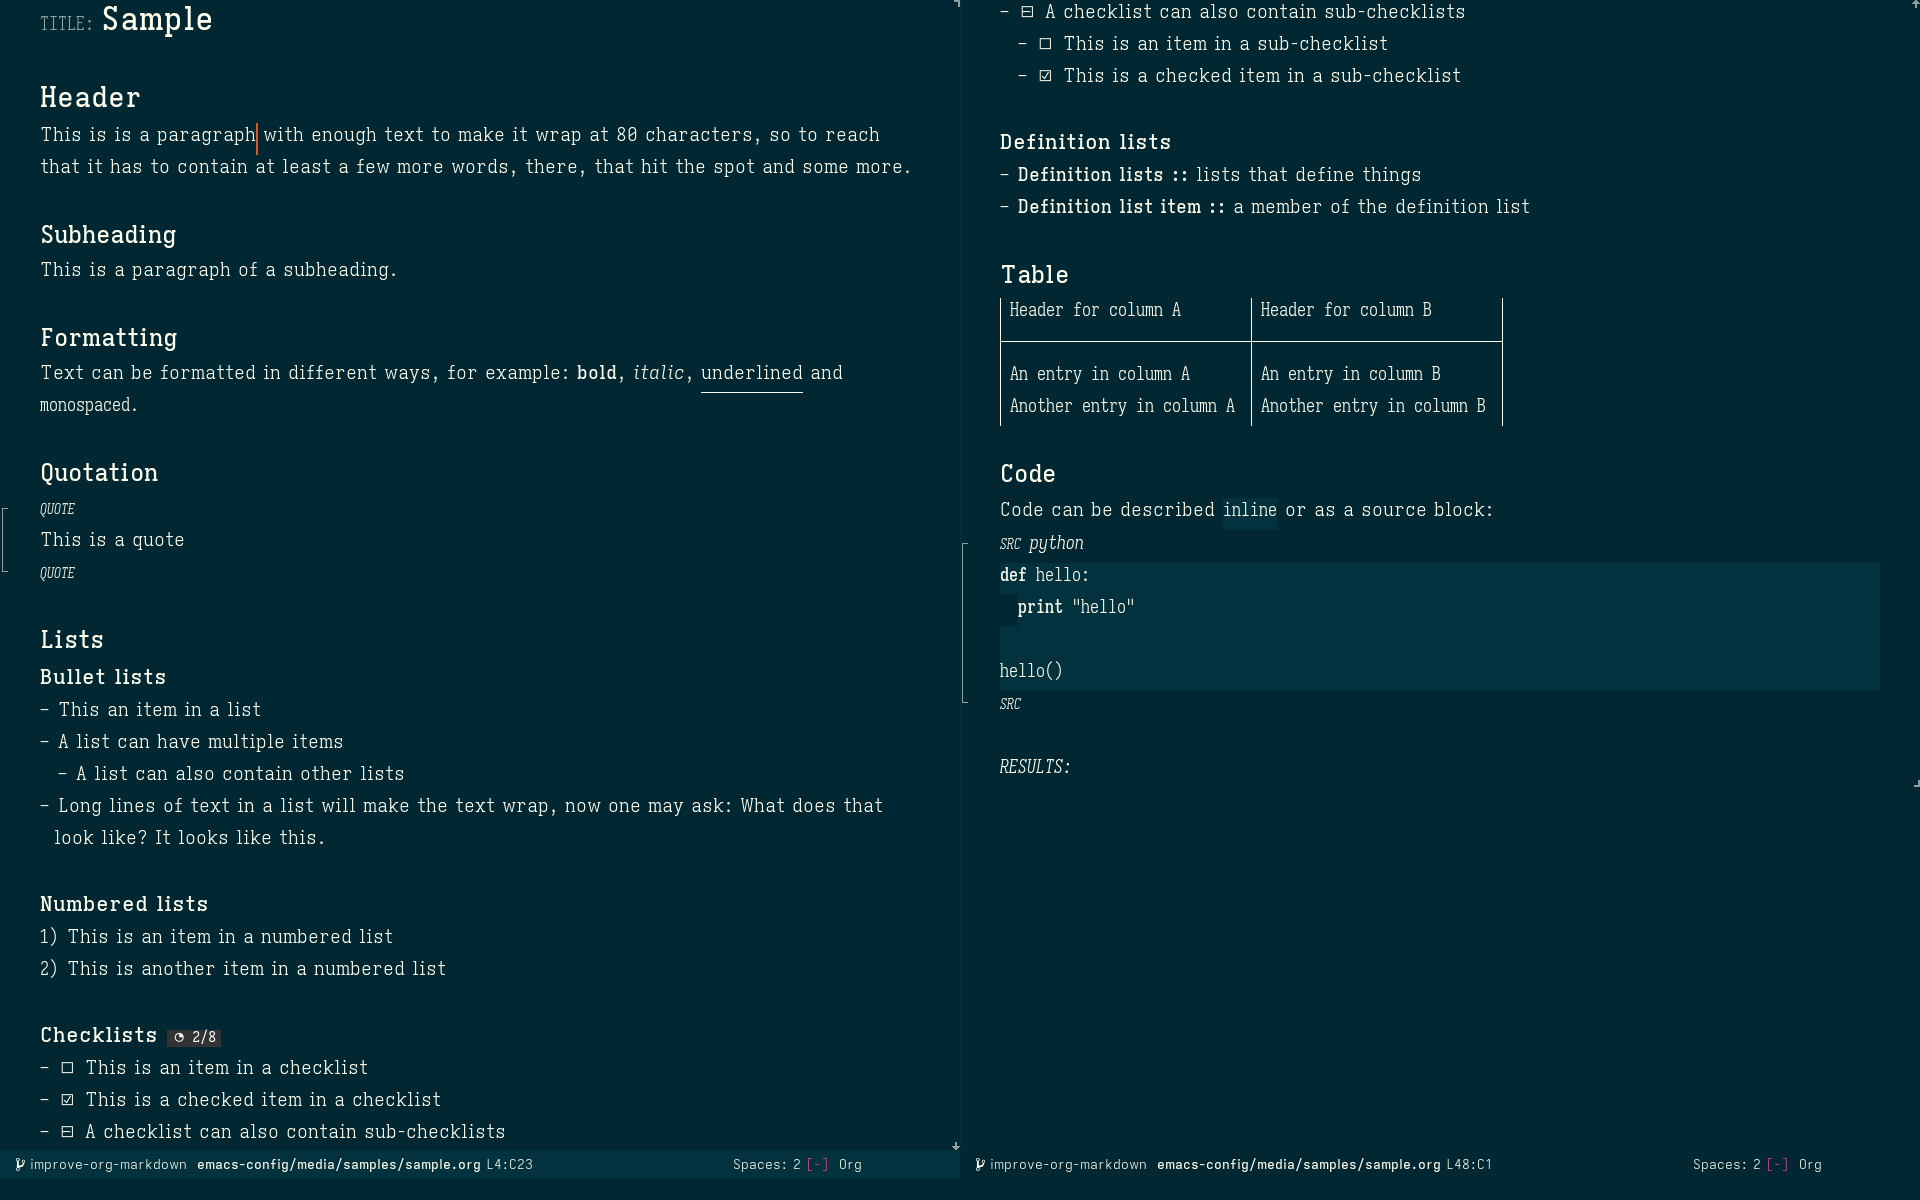 TITLE: Sample
Header
This is is a paragraph with enough text to make it wrap at 80 characters, so to reach
that it has to contain at least a few more words, there, that hit the spot and some more.
Subheading
This is a paragraph of a subheading.
Formatting
Text can be formatted in different ways, for example: bold, italic, underlined and
monospaced.
Quotation
QUOTE
This is a quote
QUOTE
Lists
Bullet lists
- This an item in a list
- A list can have multiple items
- A list can also contain other lists
- Long lines of text in a list will make the text wrap, now one may ask: What does that
look like? It looks like this.
Numbered lists
1) This is an item in a numbered list
2) This is another item in a numbered list
Checklists 2/8
- ☐ This is an item in a checklist
- ☑ This is a checked item in a checklist
- ⊟ A checklist can also contain sub-checklists
improve-org-markdown emacs-config/media/samples/sample.org L4:C23 Spaces: 2 [-] Org
- ⊟ A checklist can also contain sub-checklists
- ☐ This is an item in a sub-checklist
- ☑ This is a checked item in a sub-checklist
Definition lists
- Definition lists :: lists that define things
- Definition list item :: a member of the definition list
Table
Header for column A Header for column B
An entry in column A An entry in column B
Another entry in column A Another entry in column B
Code
Code can be described inline or as a source block:
SRC python
def hello:
print "hello"
hello()
SRC
RESULTS:
improve-org-markdown emacs-config/media/samples/sample.org L48:C1 Spaces: 2 [-] Org